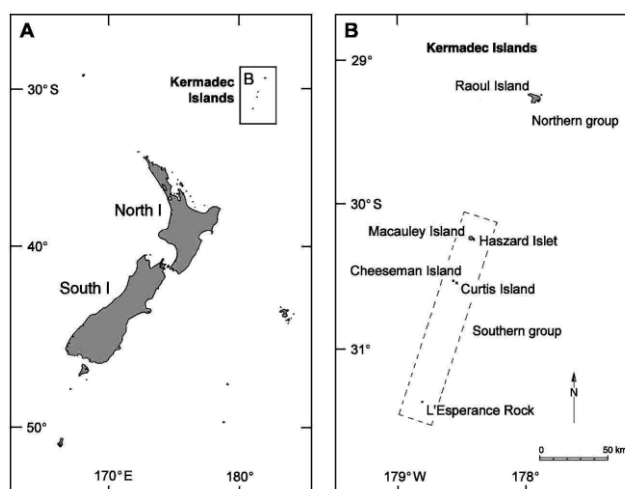 A
B
30°S
Kermadec
Islands
North I
40°
South I
50°
170°E
180°
B
29°
Kermadec Islands
Raoul Island
Northern group
30°S
Macauley Island
Haszard Islet
Cheeseman Island
Curtis Island
Southern group
31°
L'Esperance Rock
N
0
50 km
179°W
178°